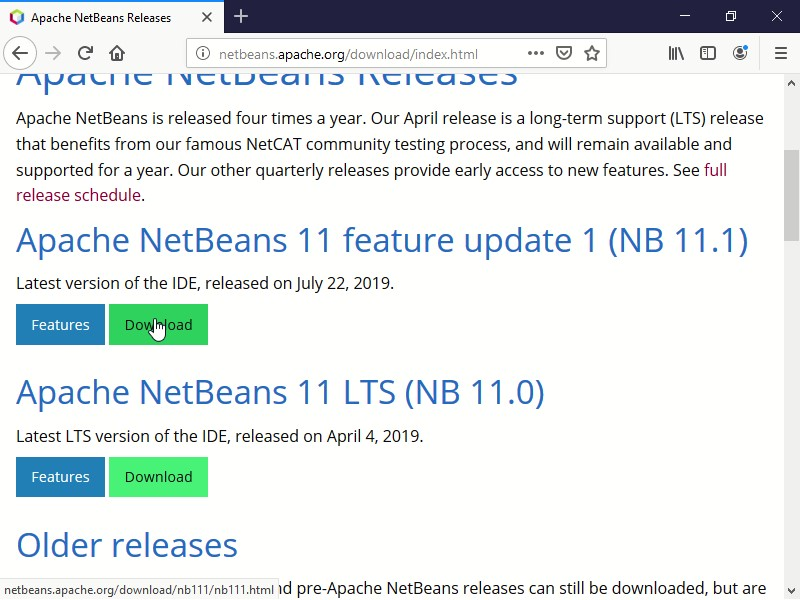 Apache NetBeans Releases
netbeans.apache.org/download/index.html
Apache NetBeans Releases
Apache NetBeans is released four times a year. Our April release is a long-term support (LTS) release
that benefits from our famous NetCAT community testing process, and will remain available and
supported for a year. Our other quarterly releases provide early access to new features. See full
release schedule.
Apache NetBeans 11 feature update 1 (NB 11.1)
Latest version of the IDE, released on July 22, 2019.
Features Download
Apache NetBeans 11 LTS (NB 11.0)
Latest LTS version of the IDE, released on April 4, 2019.
Features Download
Older releases
netbeans.apache.org/download/nb111/nb111.html
pre-Apache NetBeans releases can still be downloaded, but are